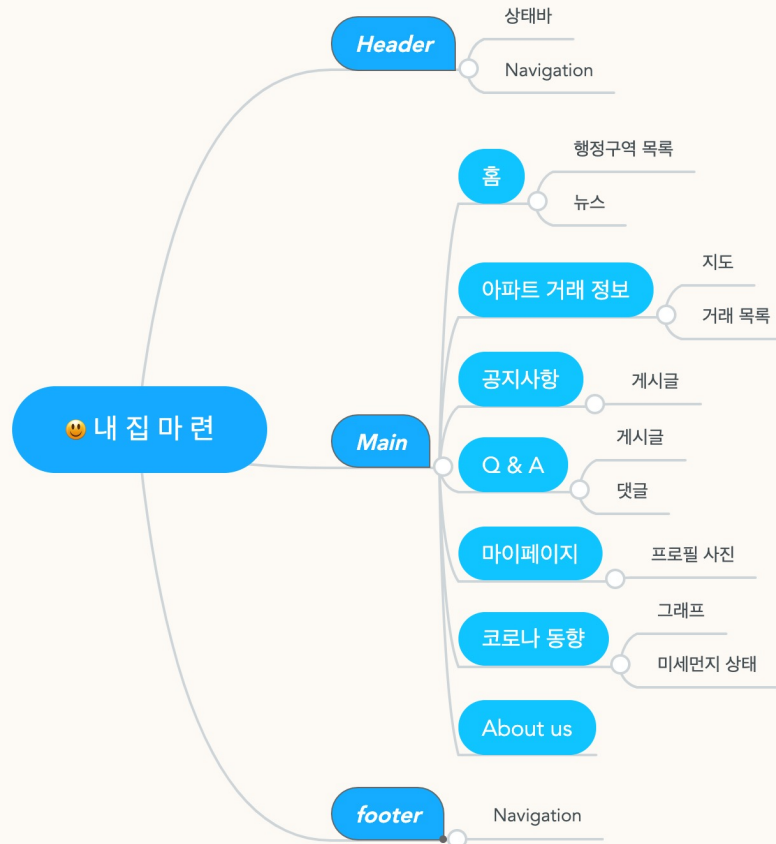 상태바
Header
Navigation
행정구역 목록
홈
뉴스
지도
아파트 거래 정보
거래 목록
공지사항
게시글
내 집 마 련
Main
게시글
Q & A
댓글
마이페이지
프로필 사진
그래프
코로나 동향
미세먼지 상태
About us
footer
Navigation